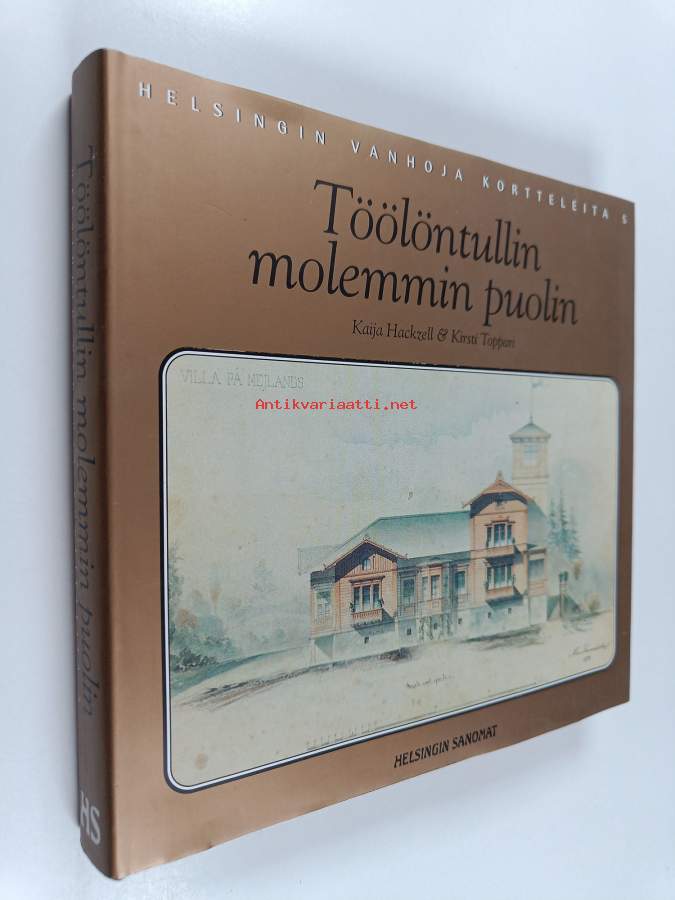 HELSINGIN VANHOJA KORTTELEITA 5
Töölöntullin
molemmin puolin
Kaija Hackzell & Kirsti Toppari
VILLA PÅ MEJLANDS
Antikvariaatti.net
HELSINGIN SANOMAT
Töölöntullin molemmin puolin
HS